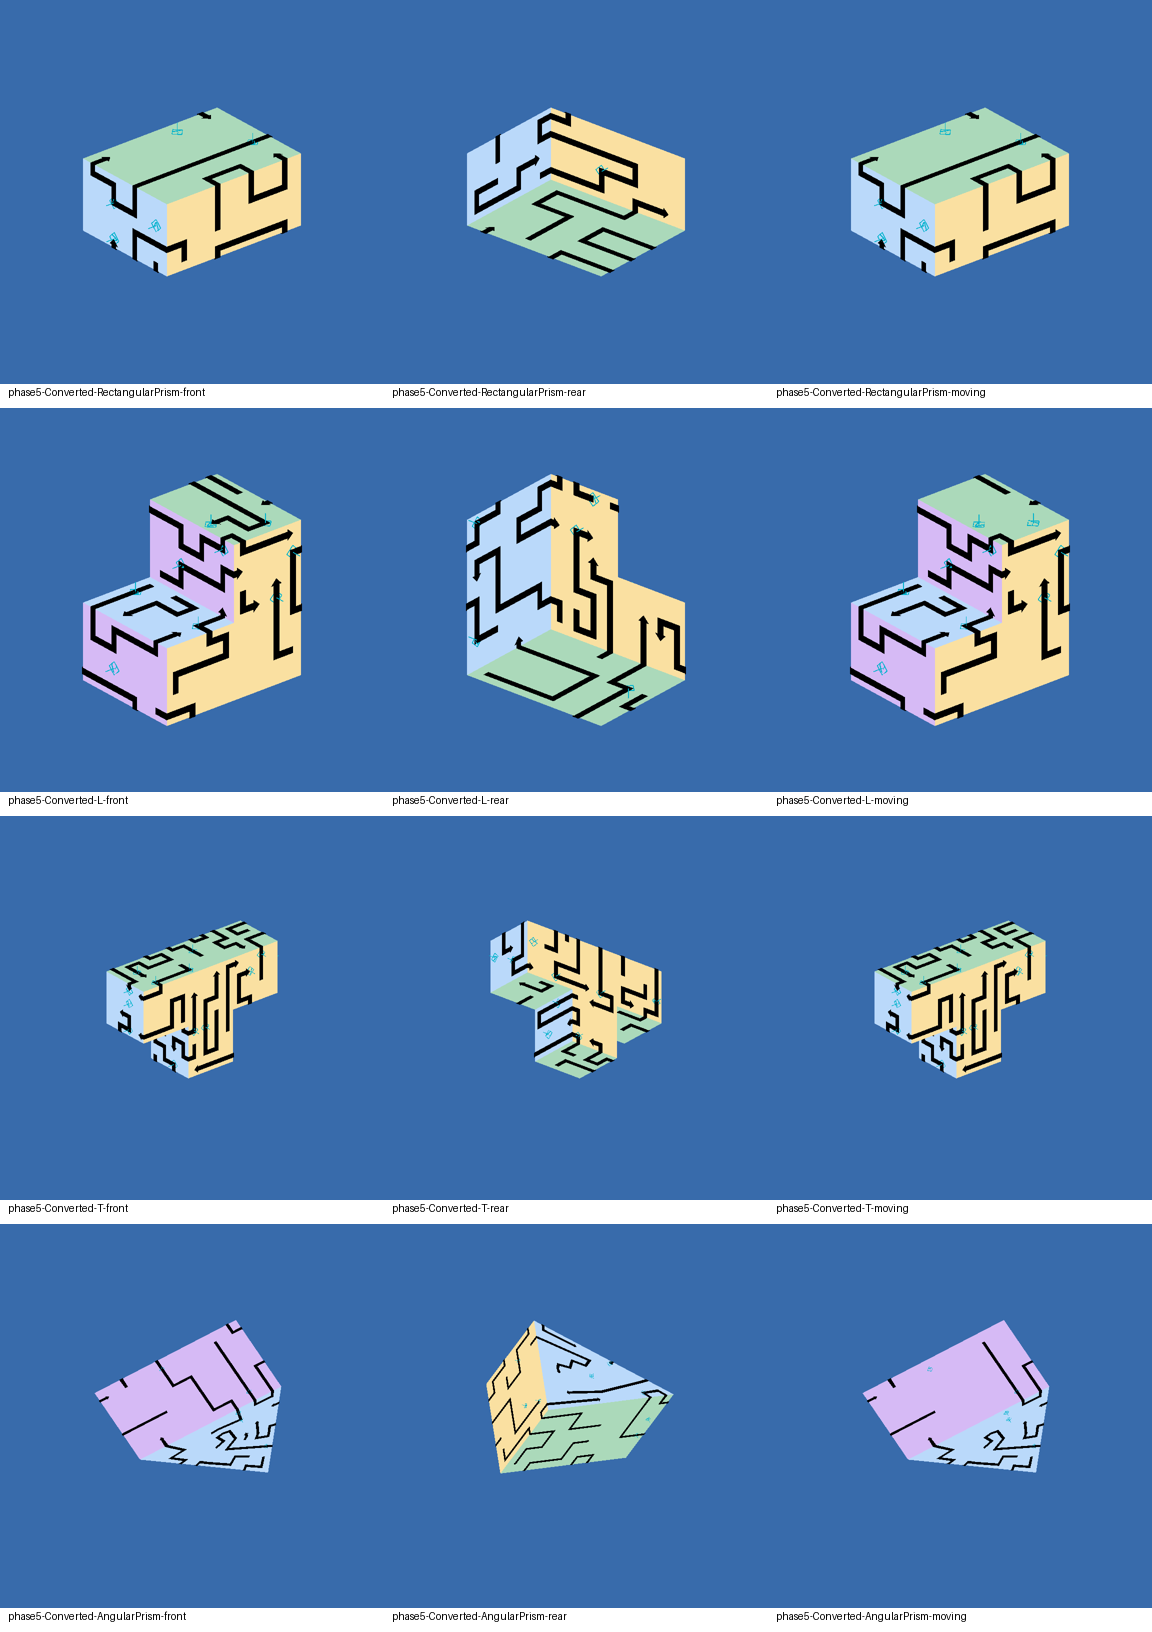 phase5-Converted-RectangularPrism-front
phase5-Converted-RectangularPrism-rear
phase5-Converted-RectangularPrism-moving
phase5-Converted-L-front
phase5-Converted-L-rear
phase5-Converted-L-moving
phase5-Converted-T-front
phase5-Converted-T-rear
phase5-Converted-T-moving
phase5-Converted-AngularPrism-front
phase5-Converted-AngularPrism-rear
phase5-Converted-AngularPrism-moving